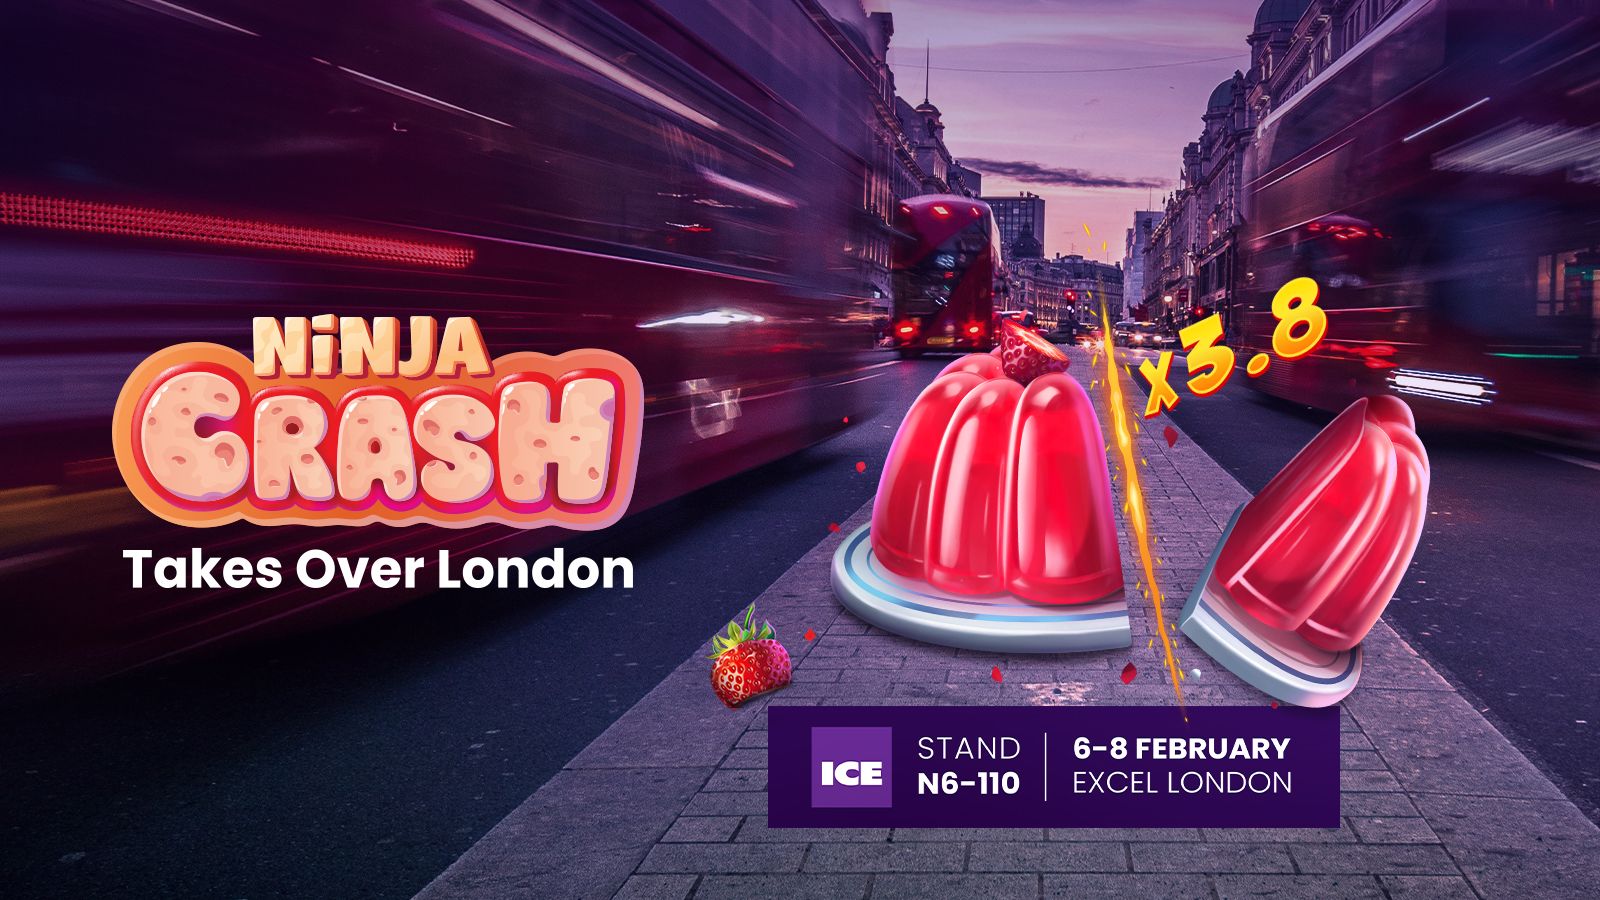 NiNJA
CRASH
Takes Over London
x3.8
ICE
STAND
N6-110
6-8 FEBRUARY
EXCEL LONDON